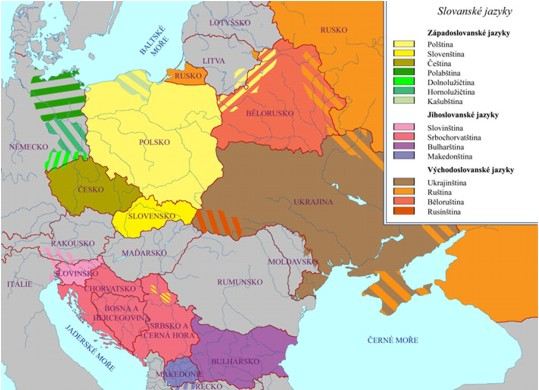 Slovanské jazyky
Západoslovanské jazyky
Polština
Slovenština
Čeština
Polabština
Dolnolužičtina
Hornolužičtina
Kašubština
Jihoslovanské jazyky
Slovinština
Srbochorvatština
Bulharština
Makedonština
Východoslovanské jazyky
Ukrajinština
Ruština
Běloruština
Rusínština
LOTYŠSKO
RUSKO
BALTSKÉ
MOŘE
LITVA
RUSKO
BĚLORUSKO
NĚMECKO
POLSKO
ČESKO
UKRAJINA
SLOVENSKO
RAKOUSKO
MAĎARSKO
MOLDAVSKO
SLOVINSKO
ITÁLIE
CHORVATSKO
RUMUNSKO
BOSNA A
HERCEGOVINA
SRBSKO A
ČERNÁ HORA
JADERSKÉ MOŘE
ČERNÉ MOŘE
BULHARSKO
MAKEDONIE
ŘECKO